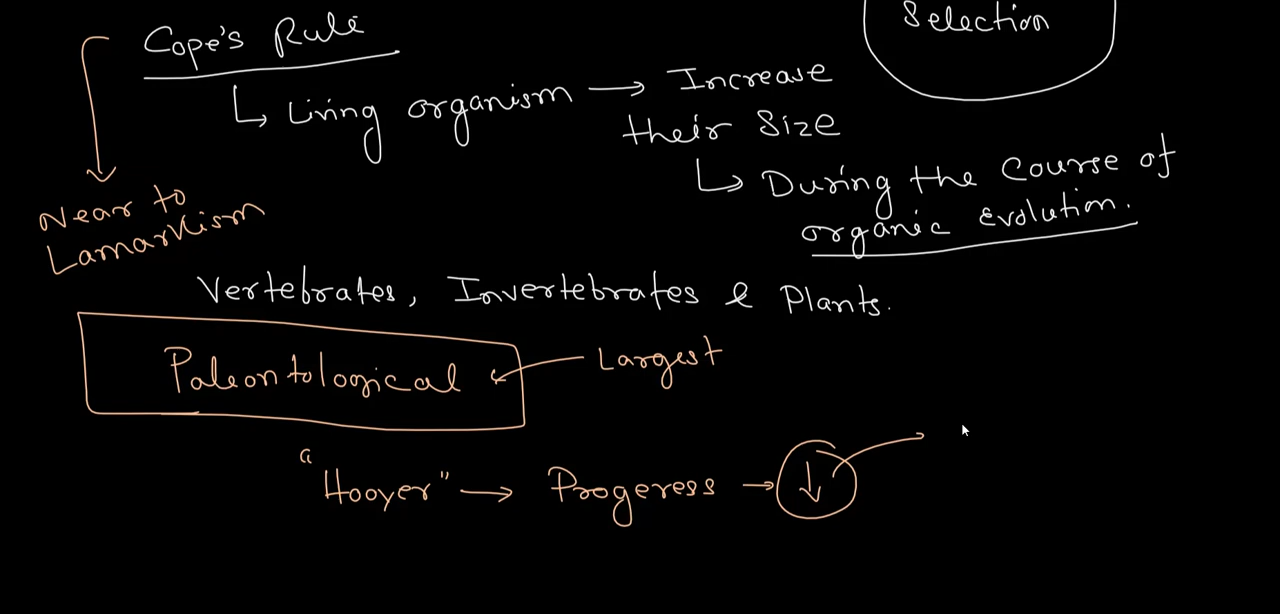 Selection
Cope's Rule
↳ Living organism → Increase
their Size
↳ During the Course of
organic Evolution.
Near to
Lamarkism
Vertebrates, Invertebrates & Plants.
Paleontological ← Largest
"Hooyer" → Progeress → ↓ →